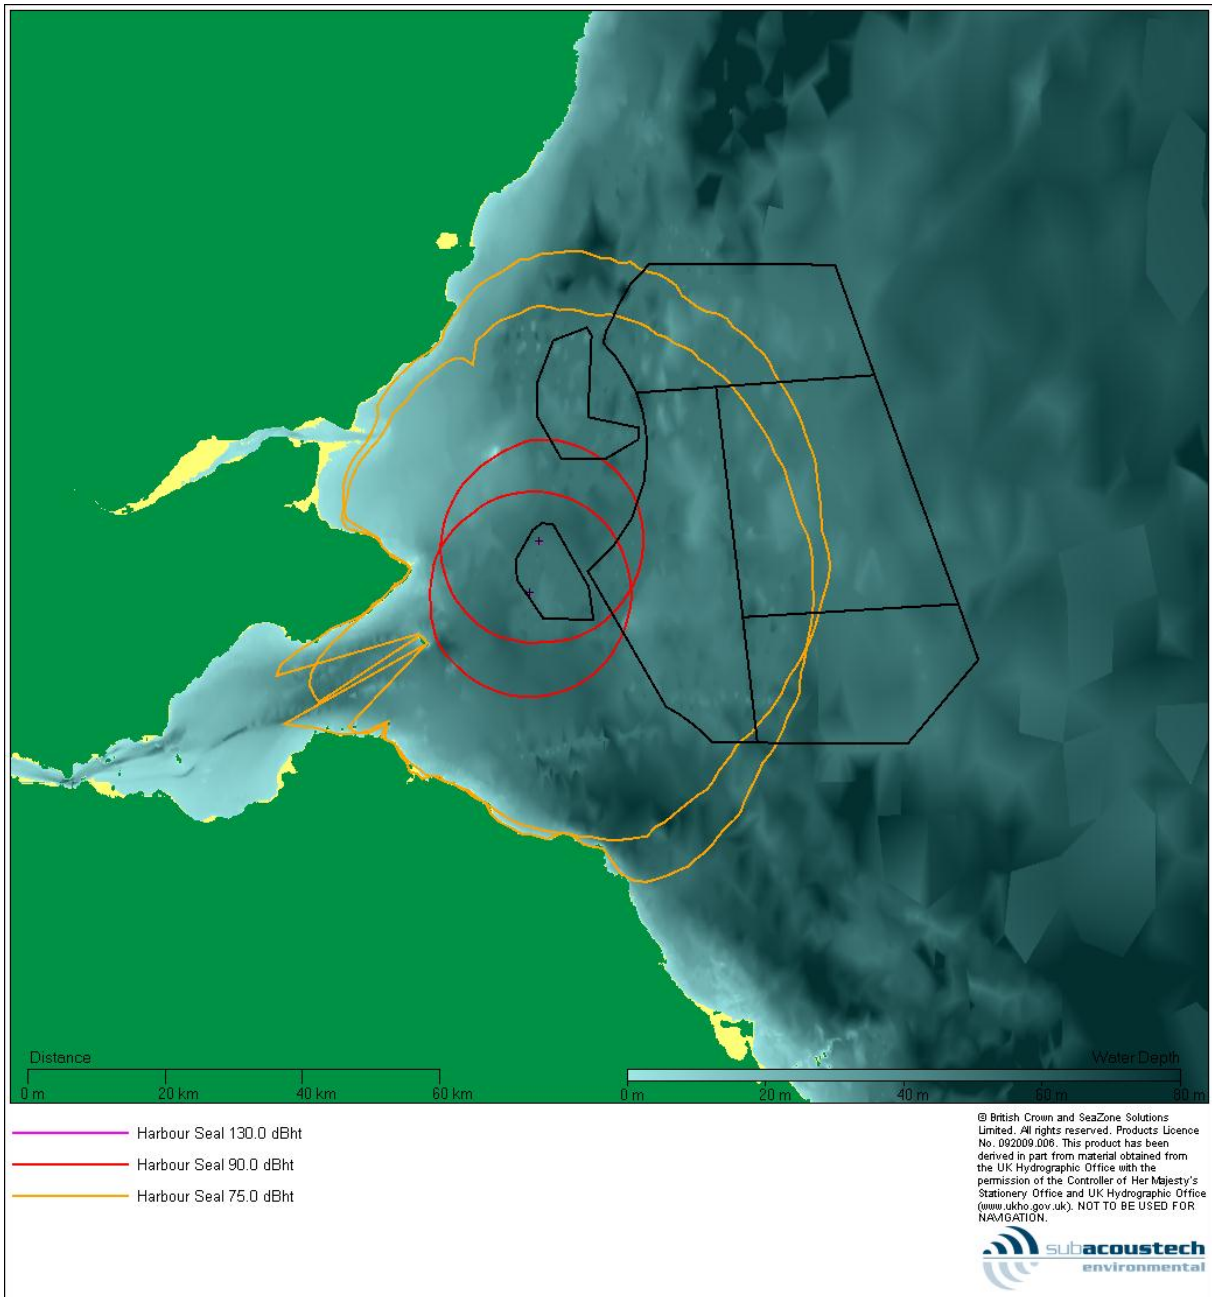 Distance
Water Depth
0 m 20 km 40 km 60 km
0 m 20 m 40 m 60 m 80 m
Harbour Seal 130.0 dBht
Harbour Seal 90.0 dBht
Harbour Seal 75.0 dBht
© British Crown and SeaZone Solutions
Limited. All rights reserved. Products Licence
No. 092009.006. This product has been
derived in part from material obtained from
the UK Hydrographic Office with the
permission of the Controller of Her Majesty's
Stationery Office and UK Hydrographic Office
(www.ukho.gov.uk). NOT TO BE USED FOR
NAVIGATION.
subacoustech
environmental